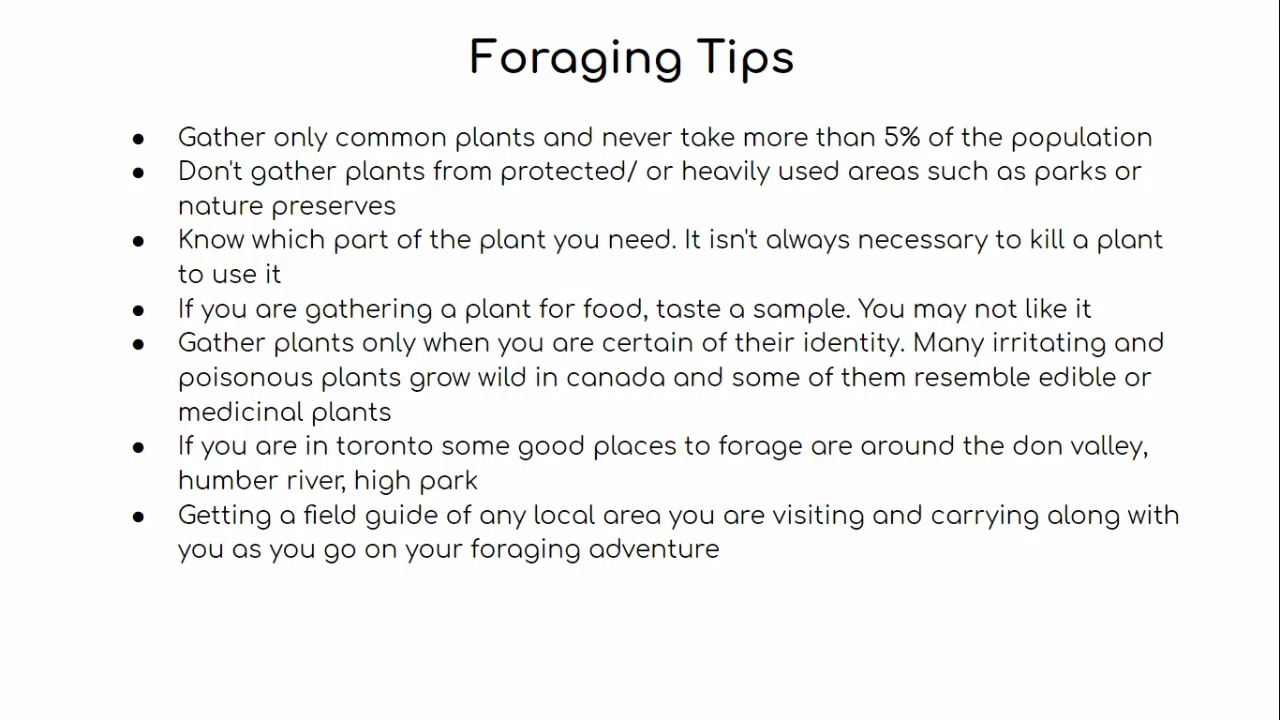 Foraging Tips
● Gather only common plants and never take more than 5% of the population
● Don't gather plants from protected/ or heavily used areas such as parks or
nature preserves
● Know which part of the plant you need. It isn't always necessary to kill a plant
to use it
● If you are gathering a plant for food, taste a sample. You may not like it
● Gather plants only when you are certain of their identity. Many irritating and
poisonous plants grow wild in canada and some of them resemble edible or
medicinal plants
● If you are in toronto some good places to forage are around the don valley,
humber river, high park
● Getting a field guide of any local area you are visiting and carrying along with
you as you go on your foraging adventure